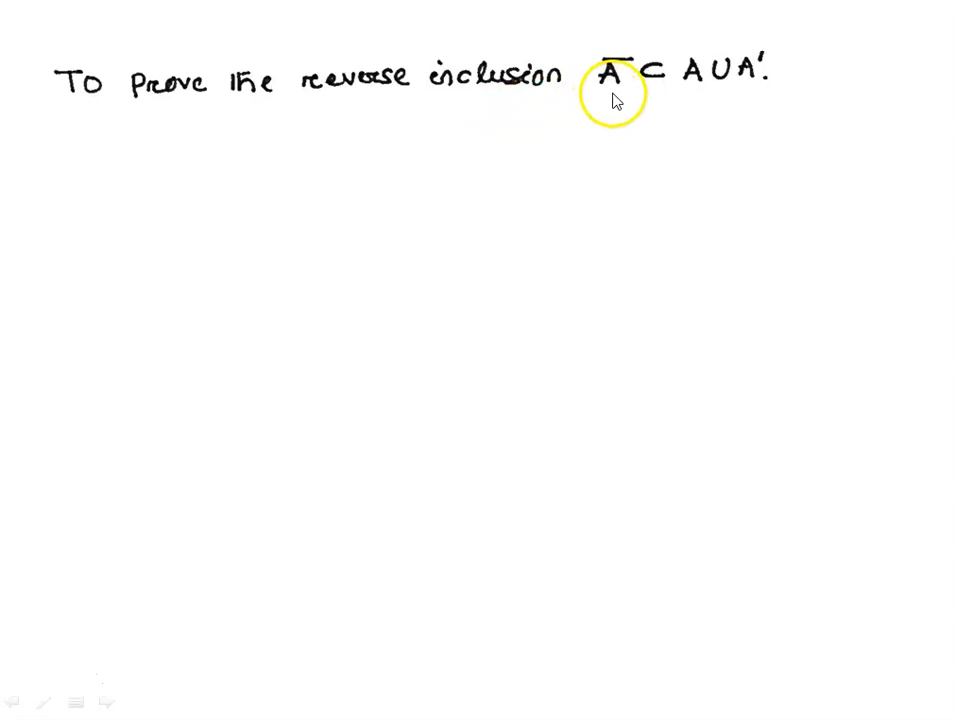 To prove the reverse inclusion A̅ ⊂ A ∪ A'.